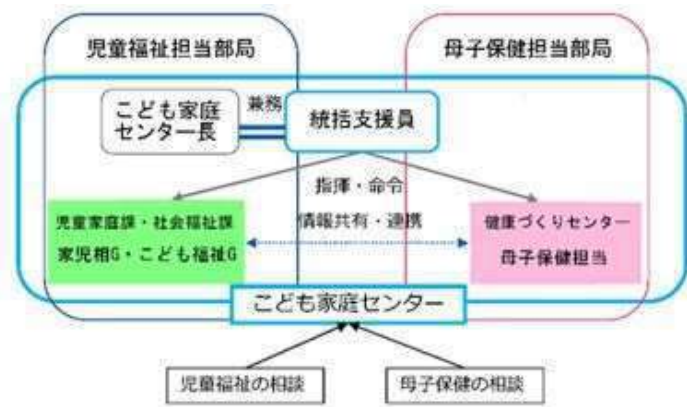 児童福祉担当部局
母子保健担当部局
こども家庭
センター長
兼務
統括支援員
指揮・命令
児童家庭課・社会福祉課
家児相G・こども福祉G
情報共有・連携
健康づくりセンター
母子保健担当
こども家庭センター
児童福祉の相談
母子保健の相談